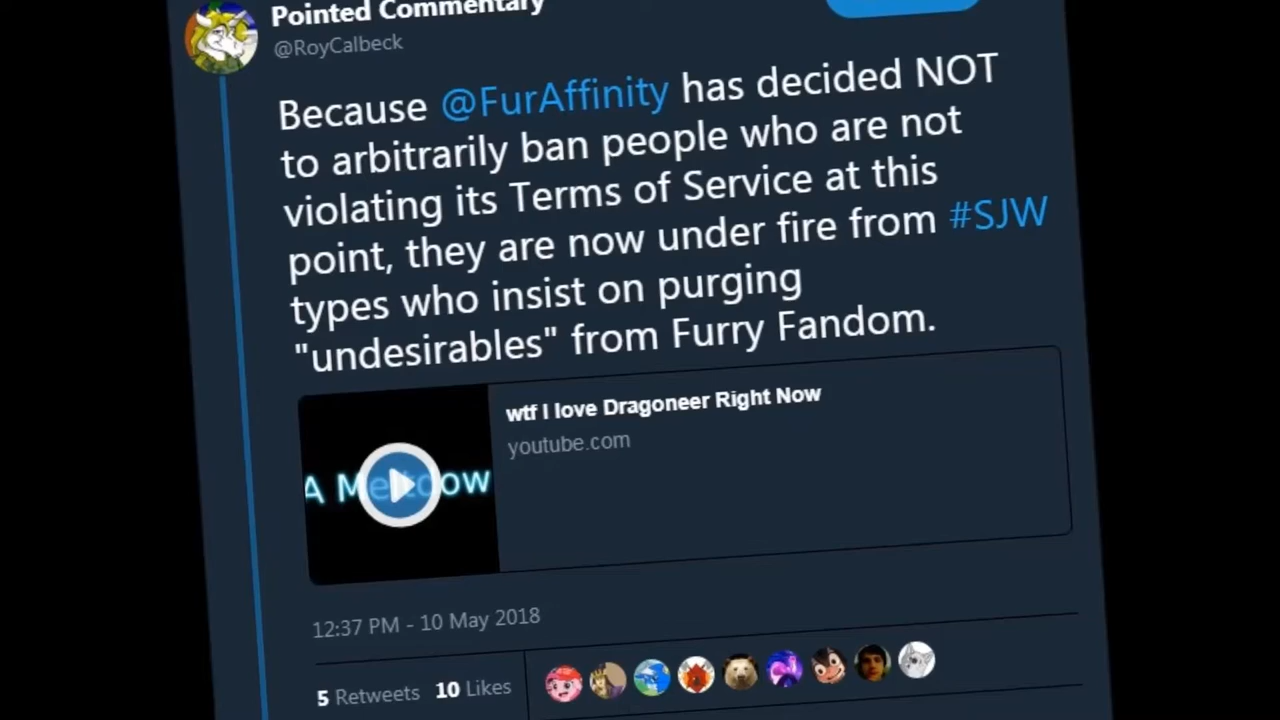 Pointed Commentary
@RoyCalbeck
Because @FurAffinity has decided NOT
to arbitrarily ban people who are not
violating its Terms of Service at this
point, they are now under fire from #SJW
types who insist on purging
"undesirables" from Furry Fandom.
wtf I love Dragoneer Right Now
youtube.com
A Meltdow
12:37 PM - 10 May 2018
5 Retweets 10 Likes